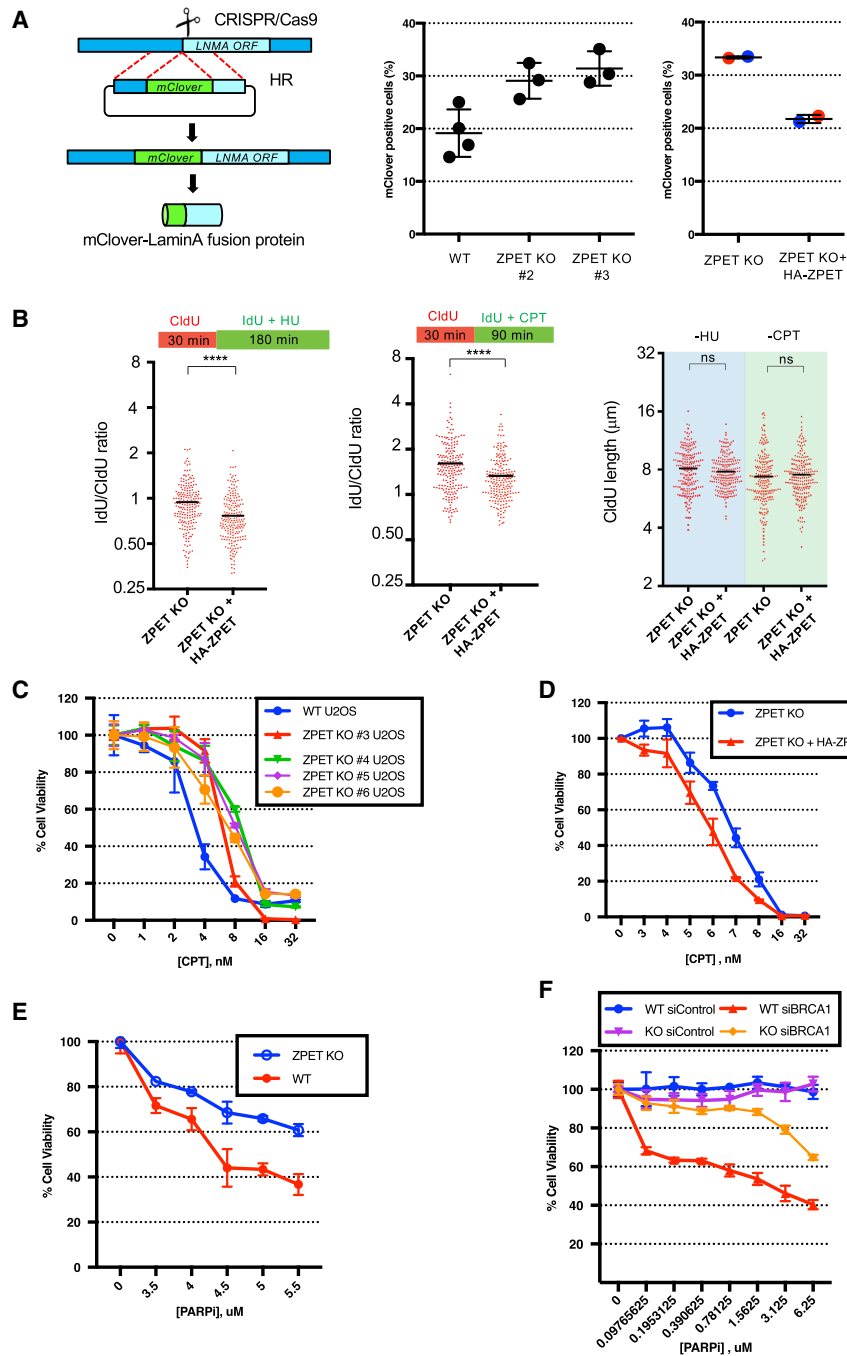 A
CRISPR/Cas9
LNMA ORF
HR
mClover
mClover
LNMA ORF
mClover-LaminA fusion protein
mClover positive cells (%)
40
30
20
10
0
WT
ZPET KO #2
ZPET KO #3
mClover positive cells (%)
40
30
20
10
0
ZPET KO
ZPET KO+ HA-ZPET
B
CldU
IdU + HU
30 min
180 min
****
IdU/CldU ratio
8
4
2
1
0.50
0.25
ZPET KO
ZPET KO + HA-ZPET
CldU
IdU + CPT
30 min
90 min
****
IdU/CldU ratio
8
4
2
1
0.50
0.25
ZPET KO
ZPET KO + HA-ZPET
-HU
-CPT
ns
ns
CldU length (μm)
32
16
8
4
2
ZPET KO
ZPET KO + HA-ZPET
ZPET KO
ZPET KO + HA-ZPET
C
% Cell Viability
120
100
80
60
40
20
0
0
1
2
4
8
16
32
[CPT], nM
WT U2OS
ZPET KO #3 U2OS
ZPET KO #4 U2OS
ZPET KO #5 U2OS
ZPET KO #6 U2OS
D
% Cell Viability
120
100
80
60
40
20
0
0
3
4
5
6
7
8
16
32
[CPT] , nM
ZPET KO
ZPET KO + HA-ZP
E
% Cell Viability
100
80
60
40
20
0
0
3.5
4
4.5
5
5.5
[PARPi], uM
ZPET KO
WT
F
WT siControl
WT siBRCA1
KO siControl
KO siBRCA1
% Cell Viability
120
100
80
60
40
20
0
0.09765625
0.1953125
0.390625
0.78125
1.5625
3.125
6.25
[PARPi] , uM